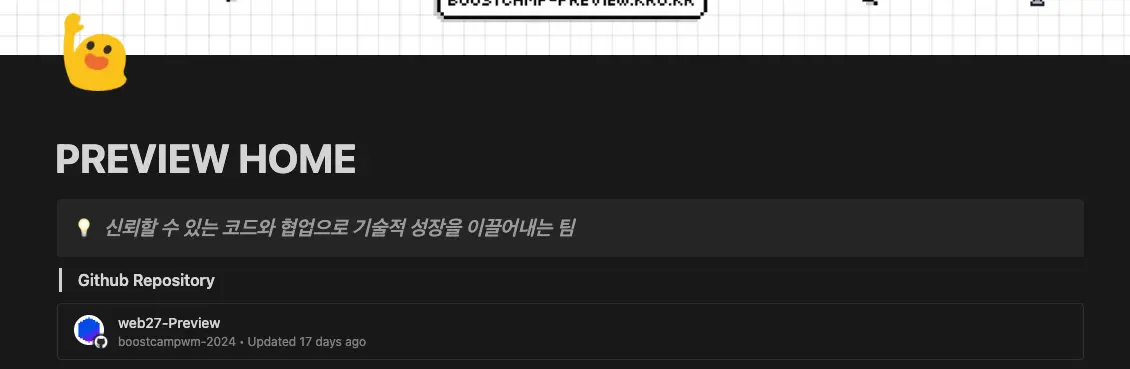 BOOSTCAMP-PREVIEW.KRO.KR
PREVIEW HOME
신뢰할 수 있는 코드와 협업으로 기술적 성장을 이끌어내는 팀
Github Repository
web27-Preview
boostcampwm-2024 • Updated 17 days ago